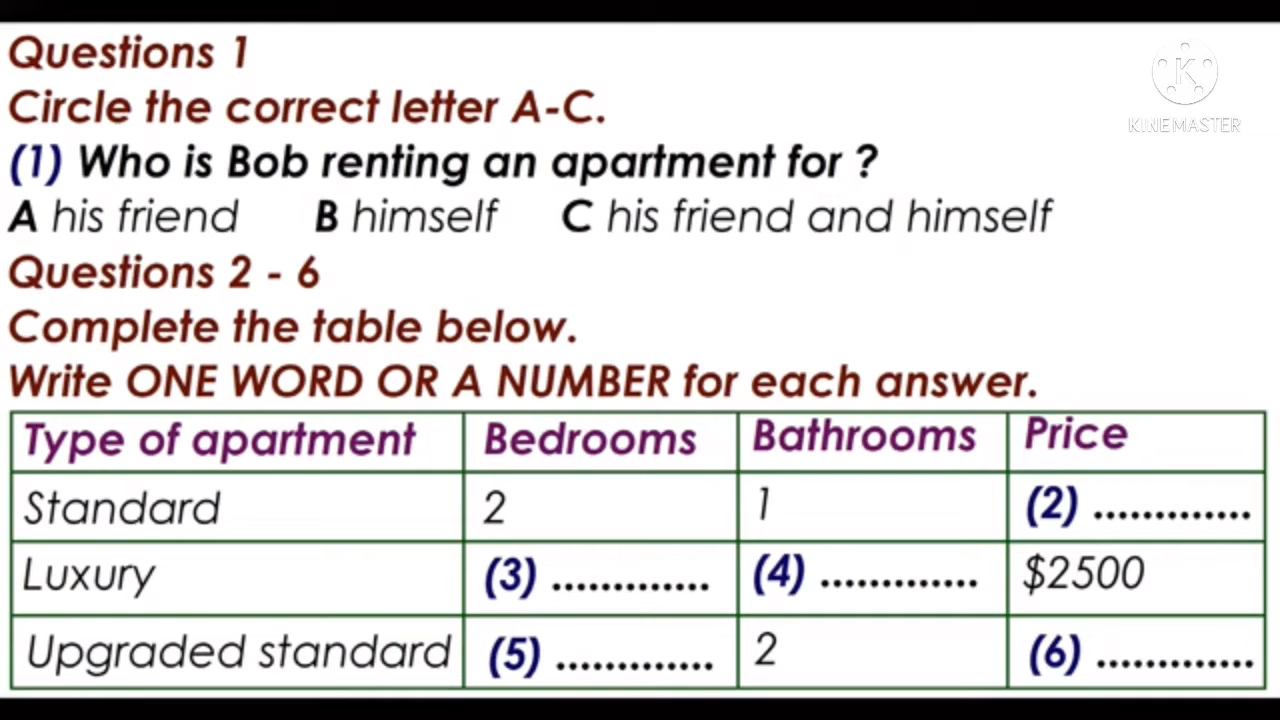 Questions 1
Circle the correct letter A-C.
(1) Who is Bob renting an apartment for ?
A his friend B himself C his friend and himself
Questions 2 - 6
Complete the table below.
Write ONE WORD OR A NUMBER for each answer.
Type of apartment Bedrooms Bathrooms Price
Standard 2 1 (2) .............
Luxury (3) ............. (4) ............. $2500
Upgraded standard (5) ............. 2 (6) .............
K
KINEMASTER